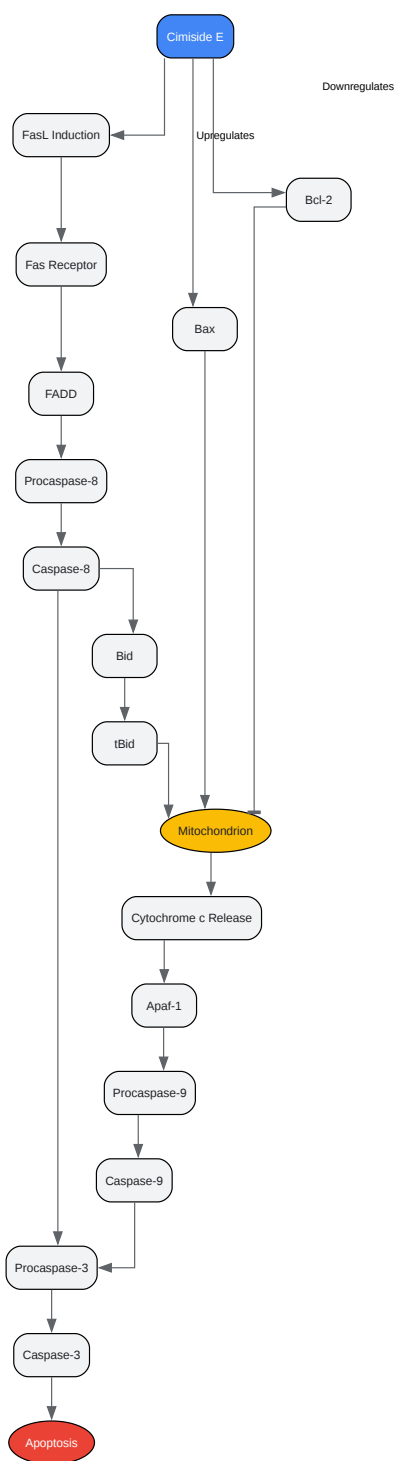 Cimiside E
Downregulates
FasL Induction
Upregulates
Bcl-2
Fas Receptor
Bax
FADD
Procaspase-8
Caspase-8
Bid
tBid
Mitochondrion
Cytochrome c Release
Apaf-1
Procaspase-9
Caspase-9
Procaspase-3
Caspase-3
Apoptosis